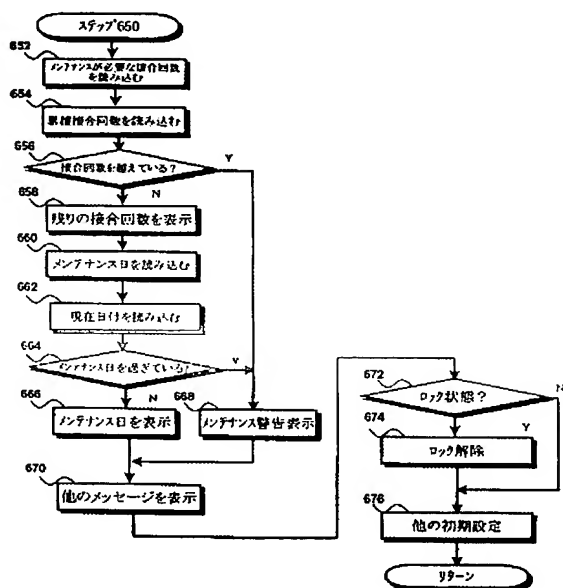 ステップ650
652
メンテナンスが必要な接合回数
を読み込む
654
累積接合回数を読み込む
656
接合回数を超えている?
Y
N
658
残りの接合回数を表示
660
メンテナンス日を読み込む
662
現在日付を読み込む
664
メンテナンス日を過ぎている?
Y
N
666
メンテナンス日を表示
668
メンテナンス警告表示
670
他のメッセージを表示
672
ロック状態?
N
Y
674
ロック解除
676
他の初期設定
リターン